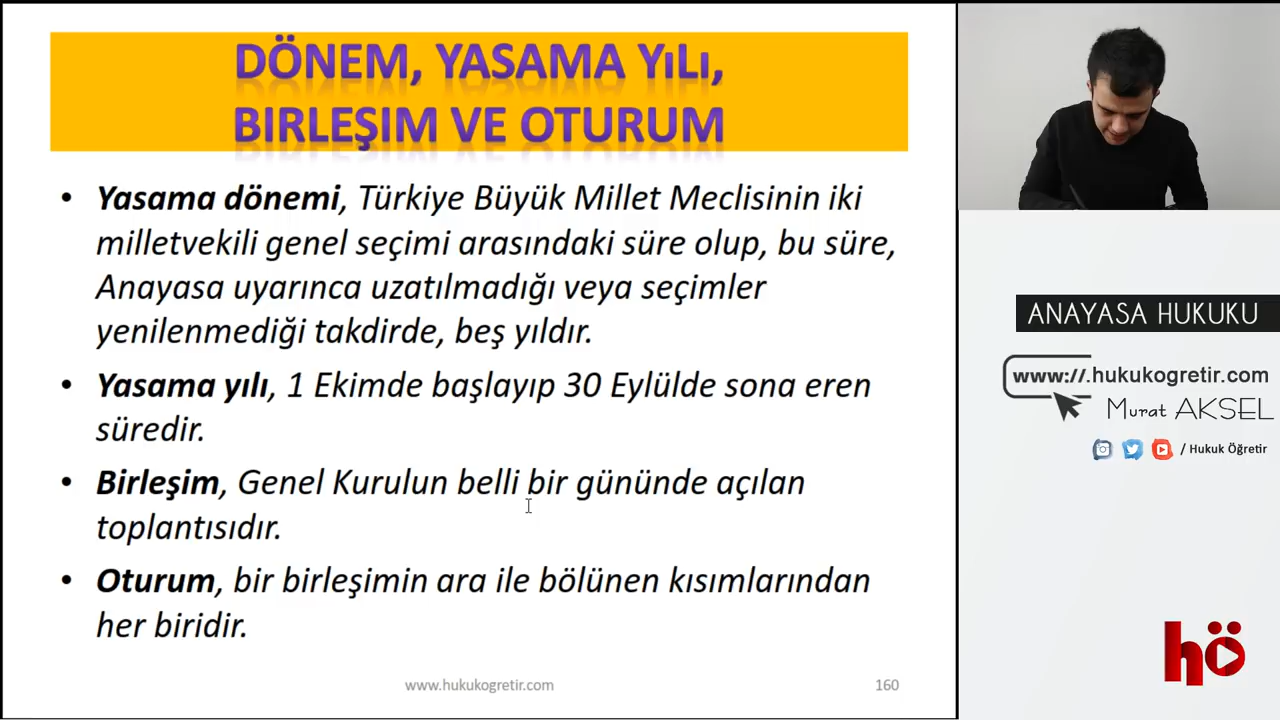 DÖNEM, YASAMA YıLı,
BIRLEŞIM VE OTURUM
• Yasama dönemi, Türkiye Büyük Millet Meclisinin iki
milletvekili genel seçimi arasındaki süre olup, bu süre,
Anayasa uyarınca uzatılmadığı veya seçimler
yenilenmediği takdirde, beş yıldır.
• Yasama yılı, 1 Ekimde başlayıp 30 Eylülde sona eren
süredir.
• Birleşim, Genel Kurulun belli bir gününde açılan
toplantısıdır.
• Oturum, bir birleşimin ara ile bölünen kısımlarından
her biridir.
www.hukukogretir.com
160
ANAYASA HUKUKU
www://.hukukogretir.com
Murat AKSEL
/ Hukuk Öğretir
hö